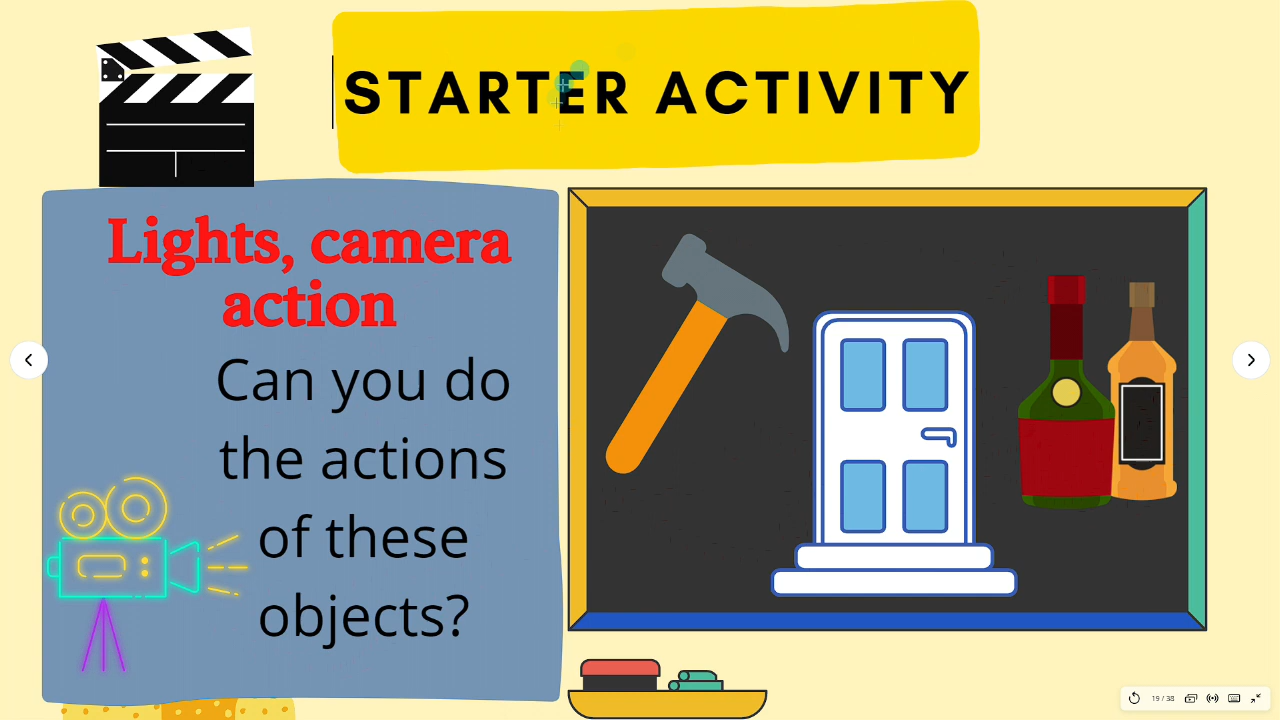 STARTER ACTIVITY
Lights, camera
action
Can you do
the actions
of these
objects?
19 / 38